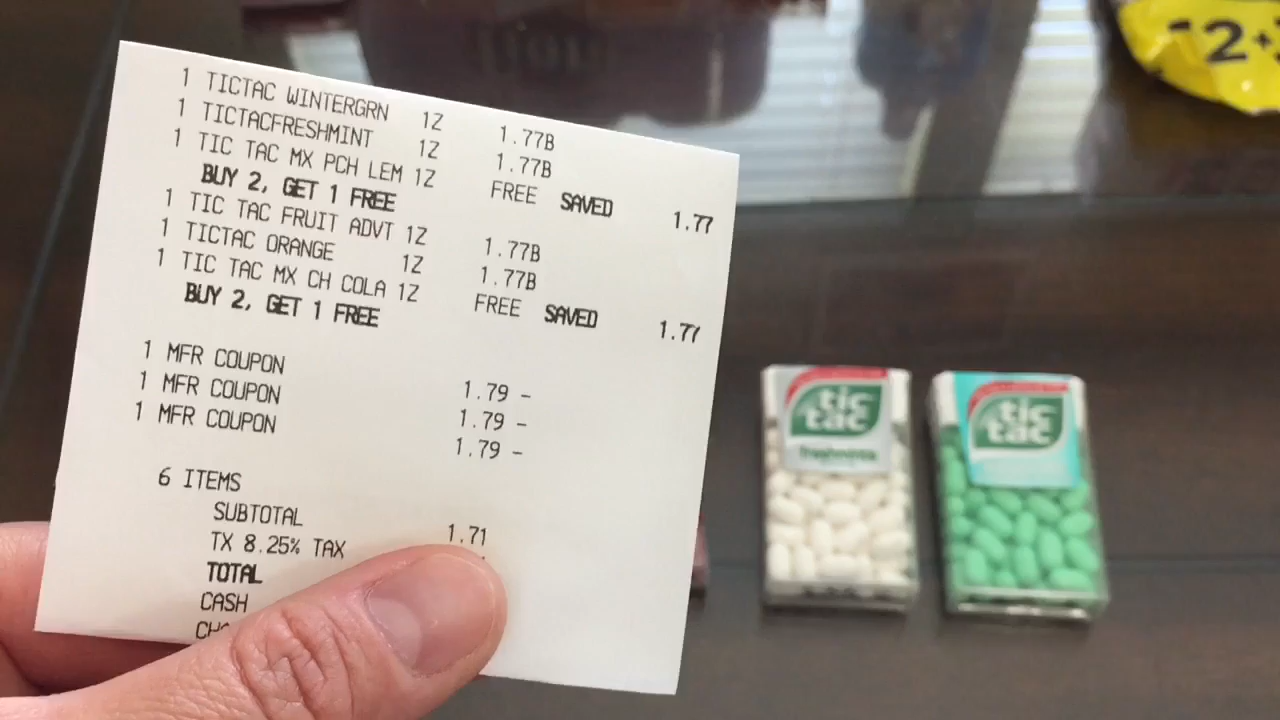 1 TICTAC WINTERGRN 1Z 1.77B
1 TICTACFRESHMINT 1Z 1.77B
1 TIC TAC MX PCH LEM 1Z FREE SAVED 1.77
BUY 2, GET 1 FREE
1 TIC TAC FRUIT ADVT 1Z 1.77B
1 TICTAC ORANGE 1Z 1.77B
1 TIC TAC MX CH COLA 1Z FREE SAVED 1.77
BUY 2, GET 1 FREE
1 MFR COUPON 1.79 -
1 MFR COUPON 1.79 -
1 MFR COUPON 1.79 -
6 ITEMS
SUBTOTAL 1.71
TX 8.25% TAX
TOTAL
CASH
tic
tac
freshmints
tic
tac
2+